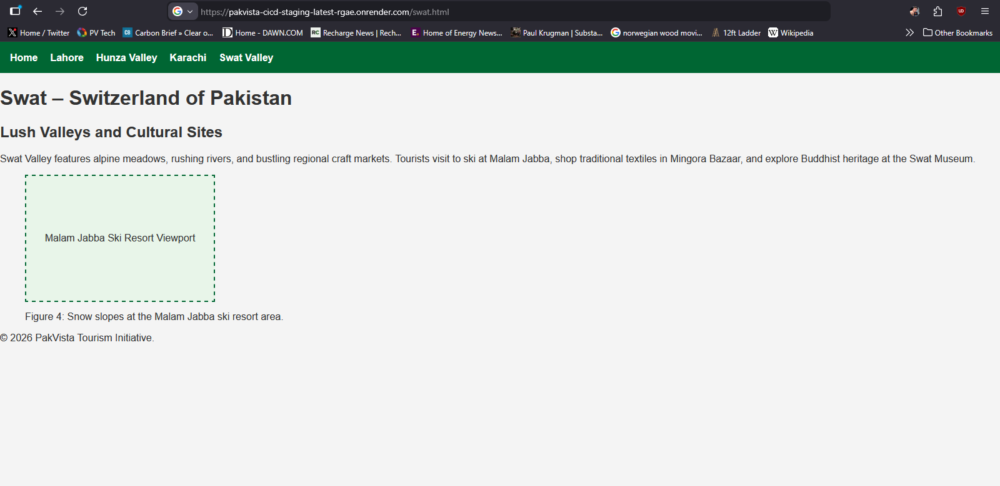 https://pakvista-cicd-staging-latest-rgae.onrender.com/swat.html
Home / Twitter PV Tech CB Carbon Brief » Clear o... D Home - DAWN.COM RC Recharge News | Rech... E. Home of Energy News... Paul Krugman | Substa... norwegian wood movi... 12ft Ladder W Wikipedia Other Bookmarks
Home Lahore Hunza Valley Karachi Swat Valley
Swat – Switzerland of Pakistan
Lush Valleys and Cultural Sites
Swat Valley features alpine meadows, rushing rivers, and bustling regional craft markets. Tourists visit to ski at Malam Jabba, shop traditional textiles in Mingora Bazaar, and explore Buddhist heritage at the Swat Museum.
Malam Jabba Ski Resort Viewport
Figure 4: Snow slopes at the Malam Jabba ski resort area.
© 2026 PakVista Tourism Initiative.